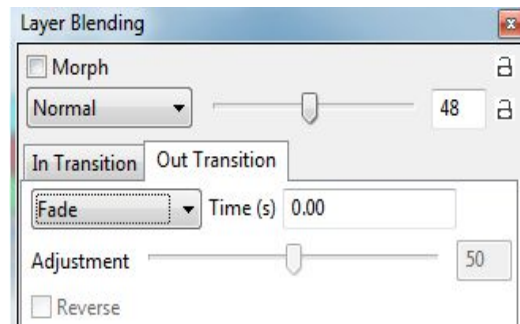 Layer Blending
Morph
Normal 48
In Transition Out Transition
Fade Time (s) 0.00
Adjustment 50
Reverse